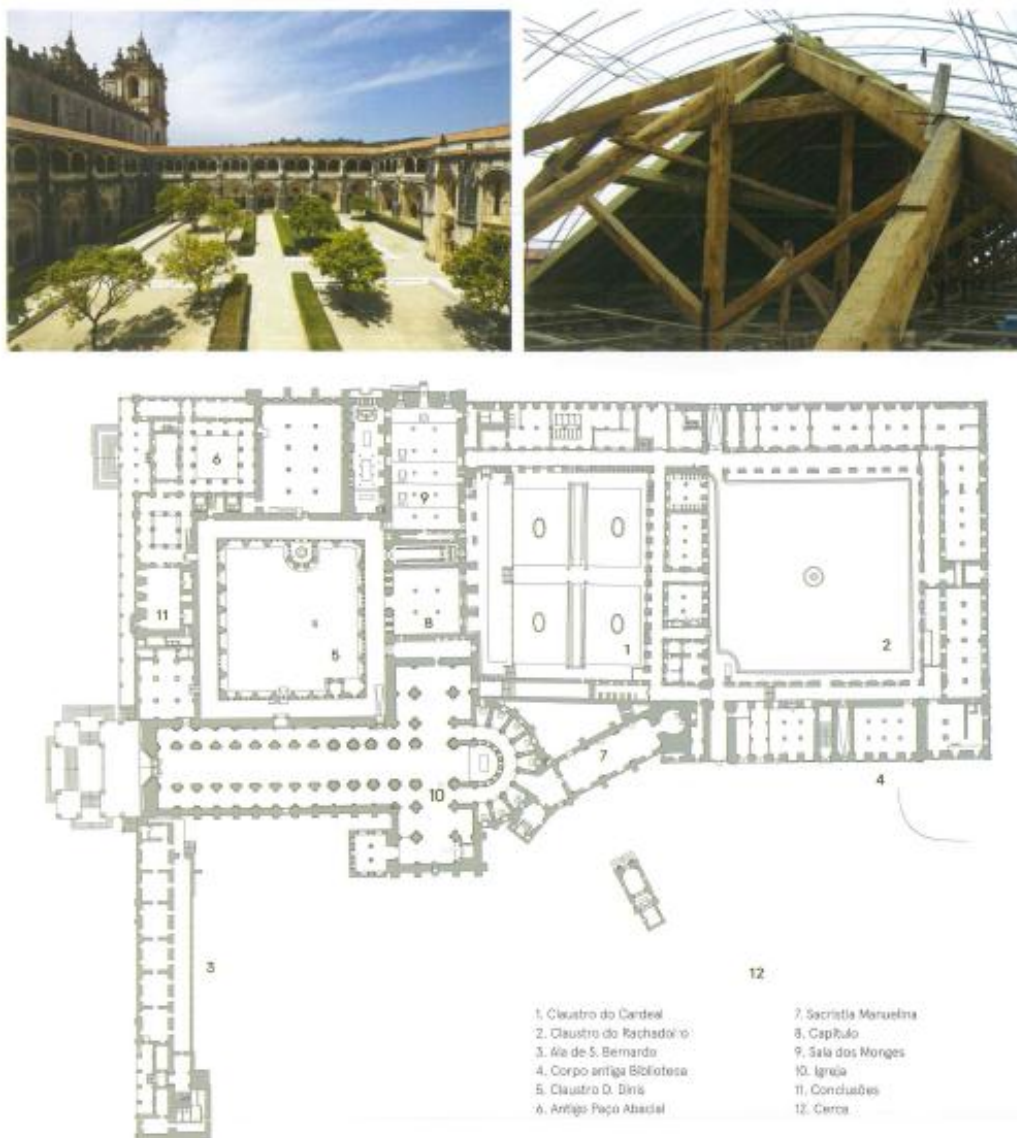 6
9
11
8
5
1
2
7
10
4
3
12
1. Claustro do Cardeal
2. Claustro do Rachadoiro
3. Ala de S. Bernardo
4. Corpo antiga Biblioteca
5. Claustro D. Dinis
6. Antigo Paço Abacial
7. Sacristia Manuelina
8. Capítulo
9. Sala dos Monges
10. Igreja
11. Conclusões
12. Cerca